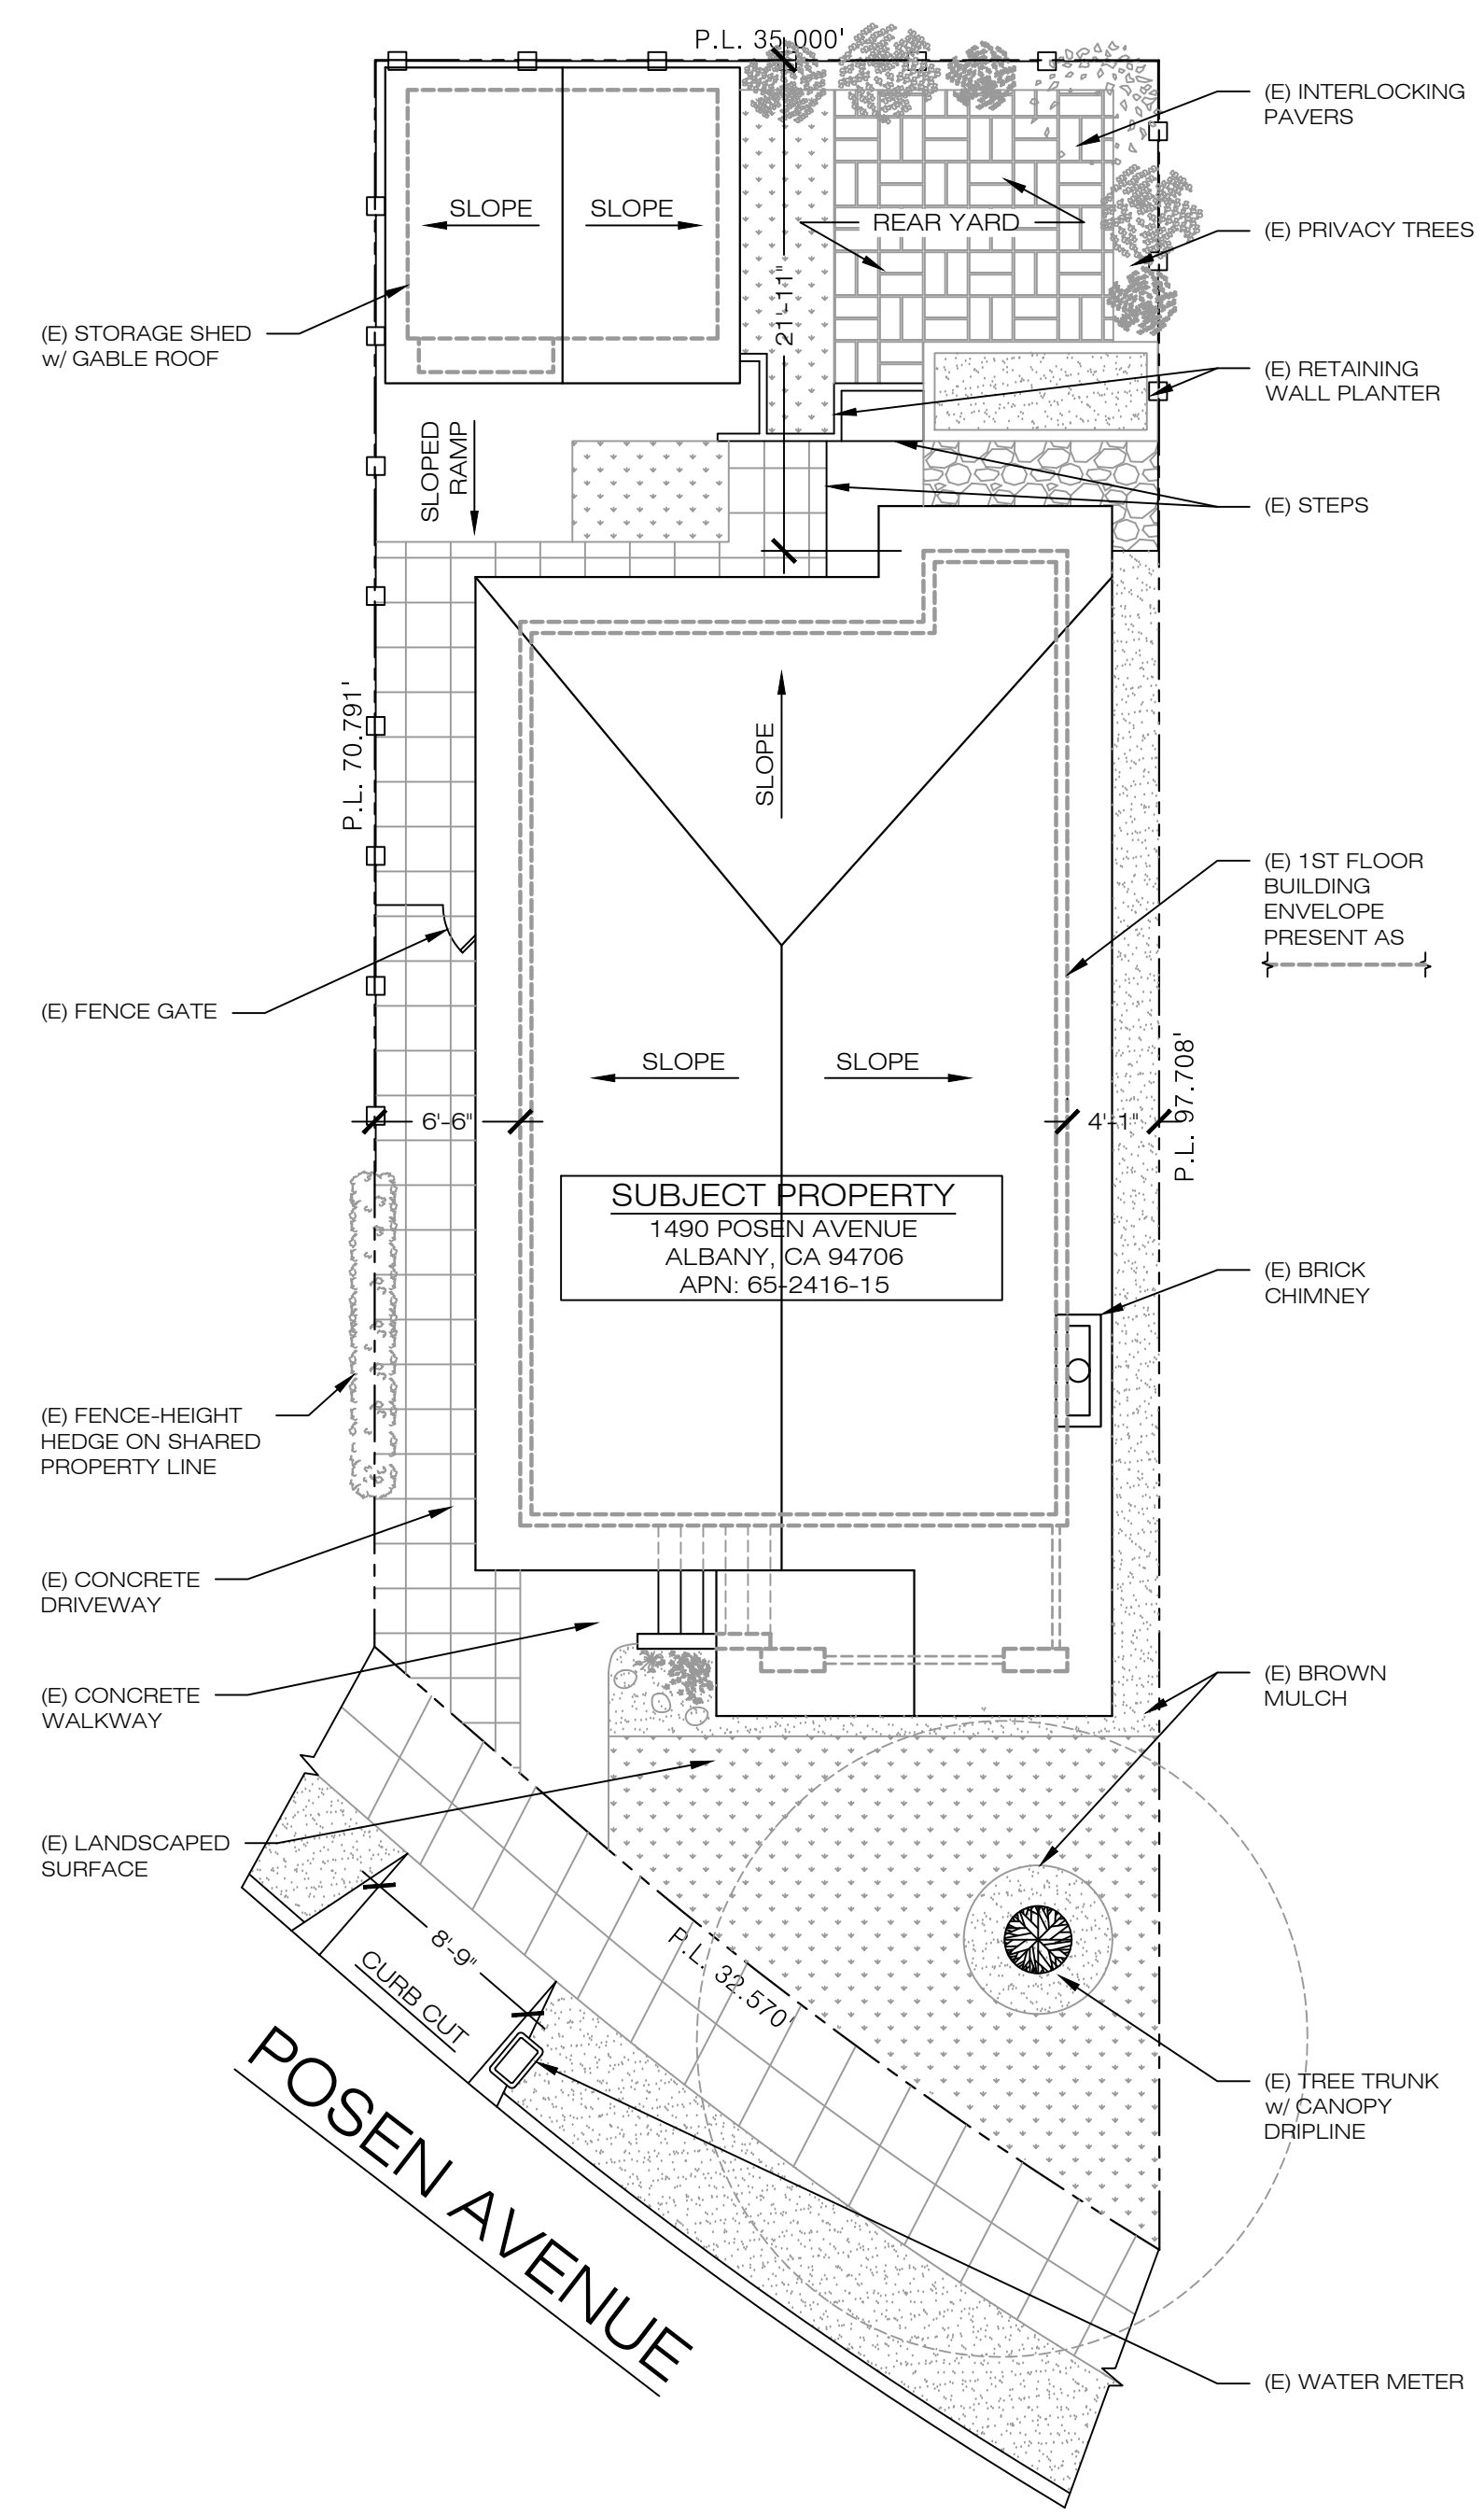 P.L. 35.000'
(E) INTERLOCKING
PAVERS
SLOPE
SLOPE
REAR YARD
(E) PRIVACY TREES
21'-11"
(E) STORAGE SHED
w/ GABLE ROOF
(E) RETAINING
WALL PLANTER
SLOPED
RAMP
(E) STEPS
P.L. 70.791'
SLOPE
(E) 1ST FLOOR
BUILDING
ENVELOPE
PRESENT AS
(E) FENCE GATE
SLOPE
SLOPE
P.L. 97.708'
6'-6"
4'-1"
SUBJECT PROPERTY
1490 POSEN AVENUE
ALBANY, CA 94706
APN: 65-2416-15
(E) BRICK
CHIMNEY
(E) FENCE-HEIGHT
HEDGE ON SHARED
PROPERTY LINE
(E) CONCRETE
DRIVEWAY
(E) CONCRETE
WALKWAY
(E) BROWN
MULCH
(E) LANDSCAPED
SURFACE
8'-9"
CURB CUT
P.L. 32.570'
POSEN AVENUE
(E) TREE TRUNK
w/ CANOPY
DRIPLINE
(E) WATER METER